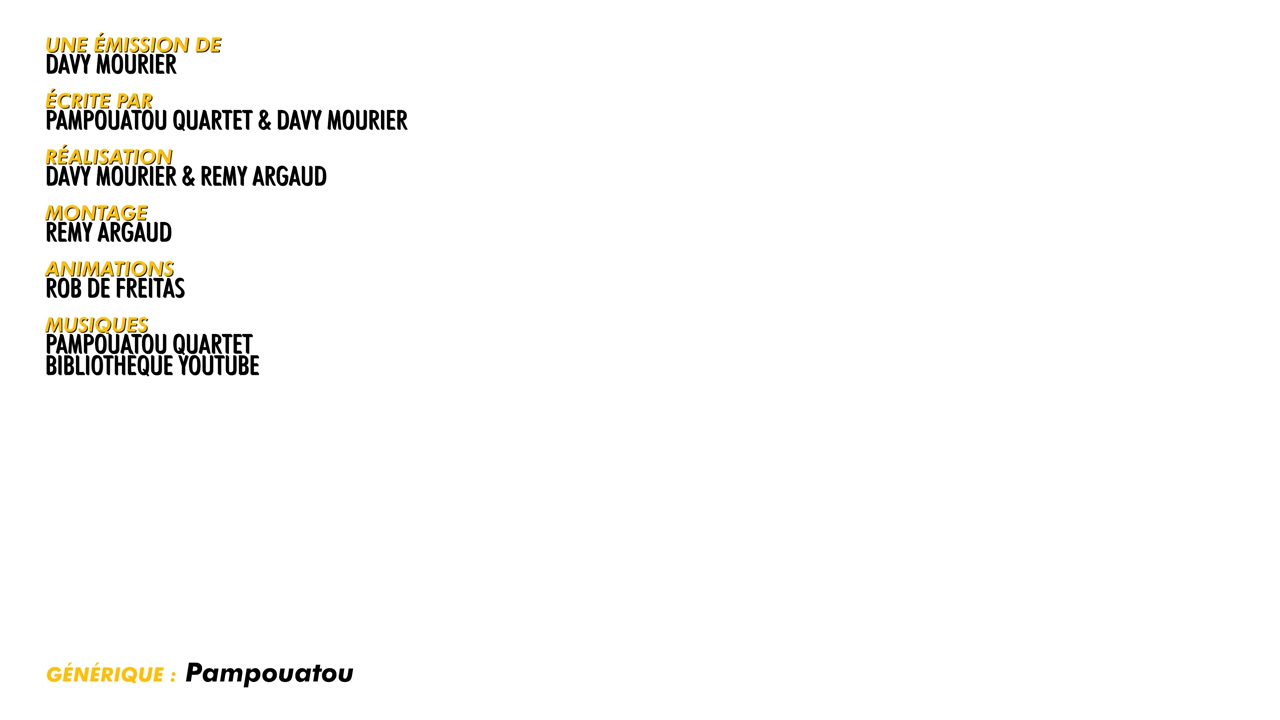 UNE ÉMISSION DE
DAVY MOURIER
ÉCRITE PAR
PAMPOUATOU QUARTET & DAVY MOURIER
RÉALISATION
DAVY MOURIER & REMY ARGAUD
MONTAGE
REMY ARGAUD
ANIMATIONS
ROB DE FREITAS
MUSIQUES
PAMPOUATOU QUARTET
BIBLIOTHÈQUE YOUTUBE
GÉNÉRIQUE : Pampouatou